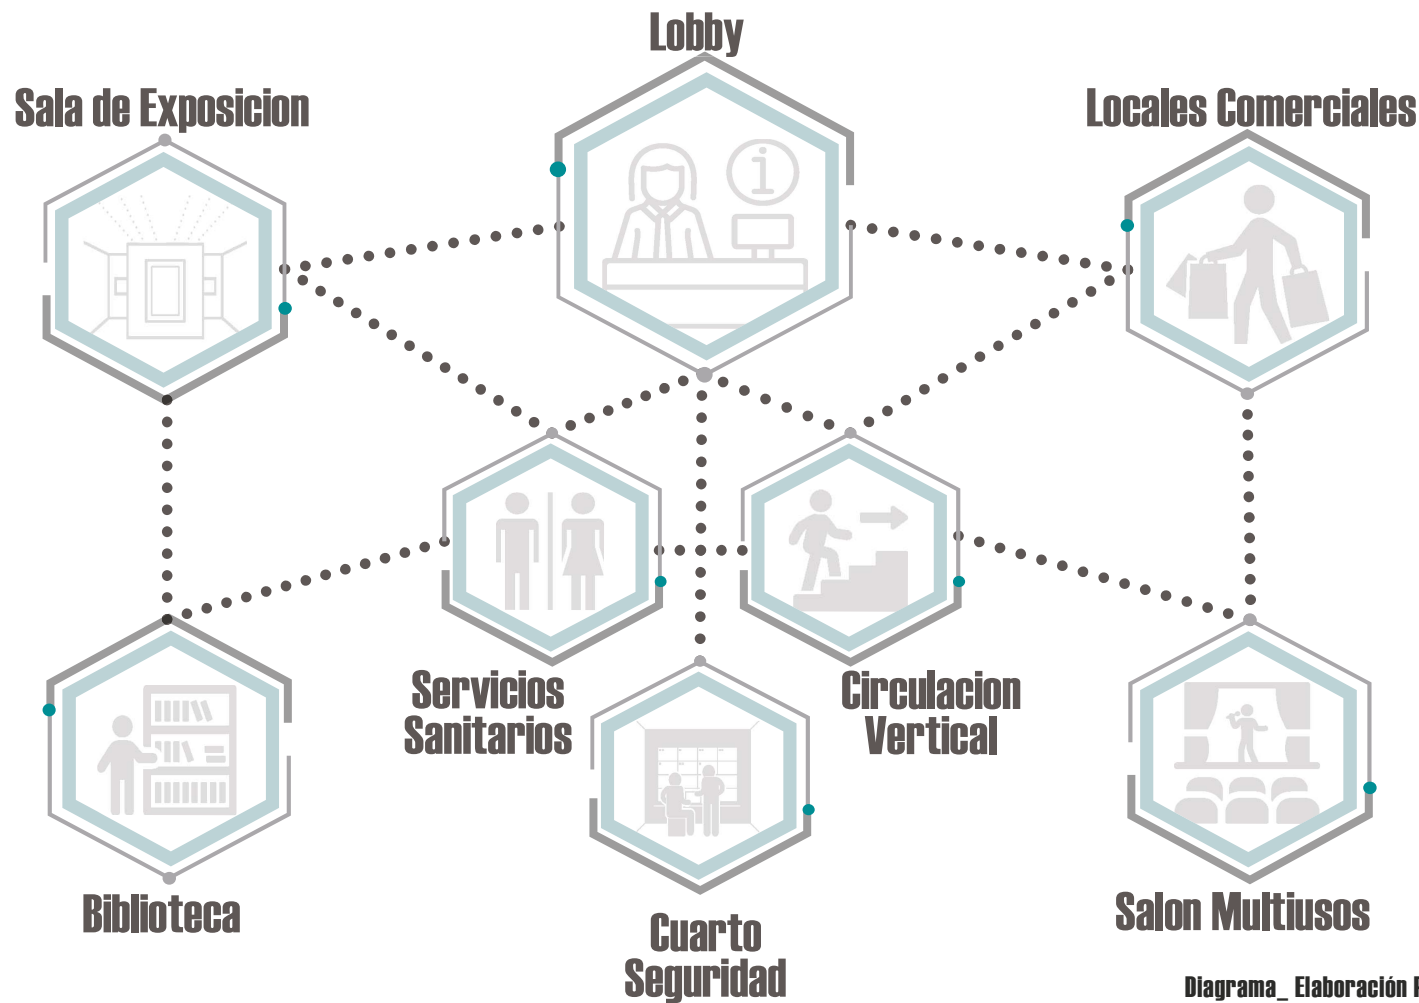 Lobby
Sala de Exposicion
Locales Comerciales
Servicios
Sanitarios
Circulacion
Vertical
Biblioteca
Cuarto
Seguridad
Salon Multiusos
Diagrama_ Elaboración